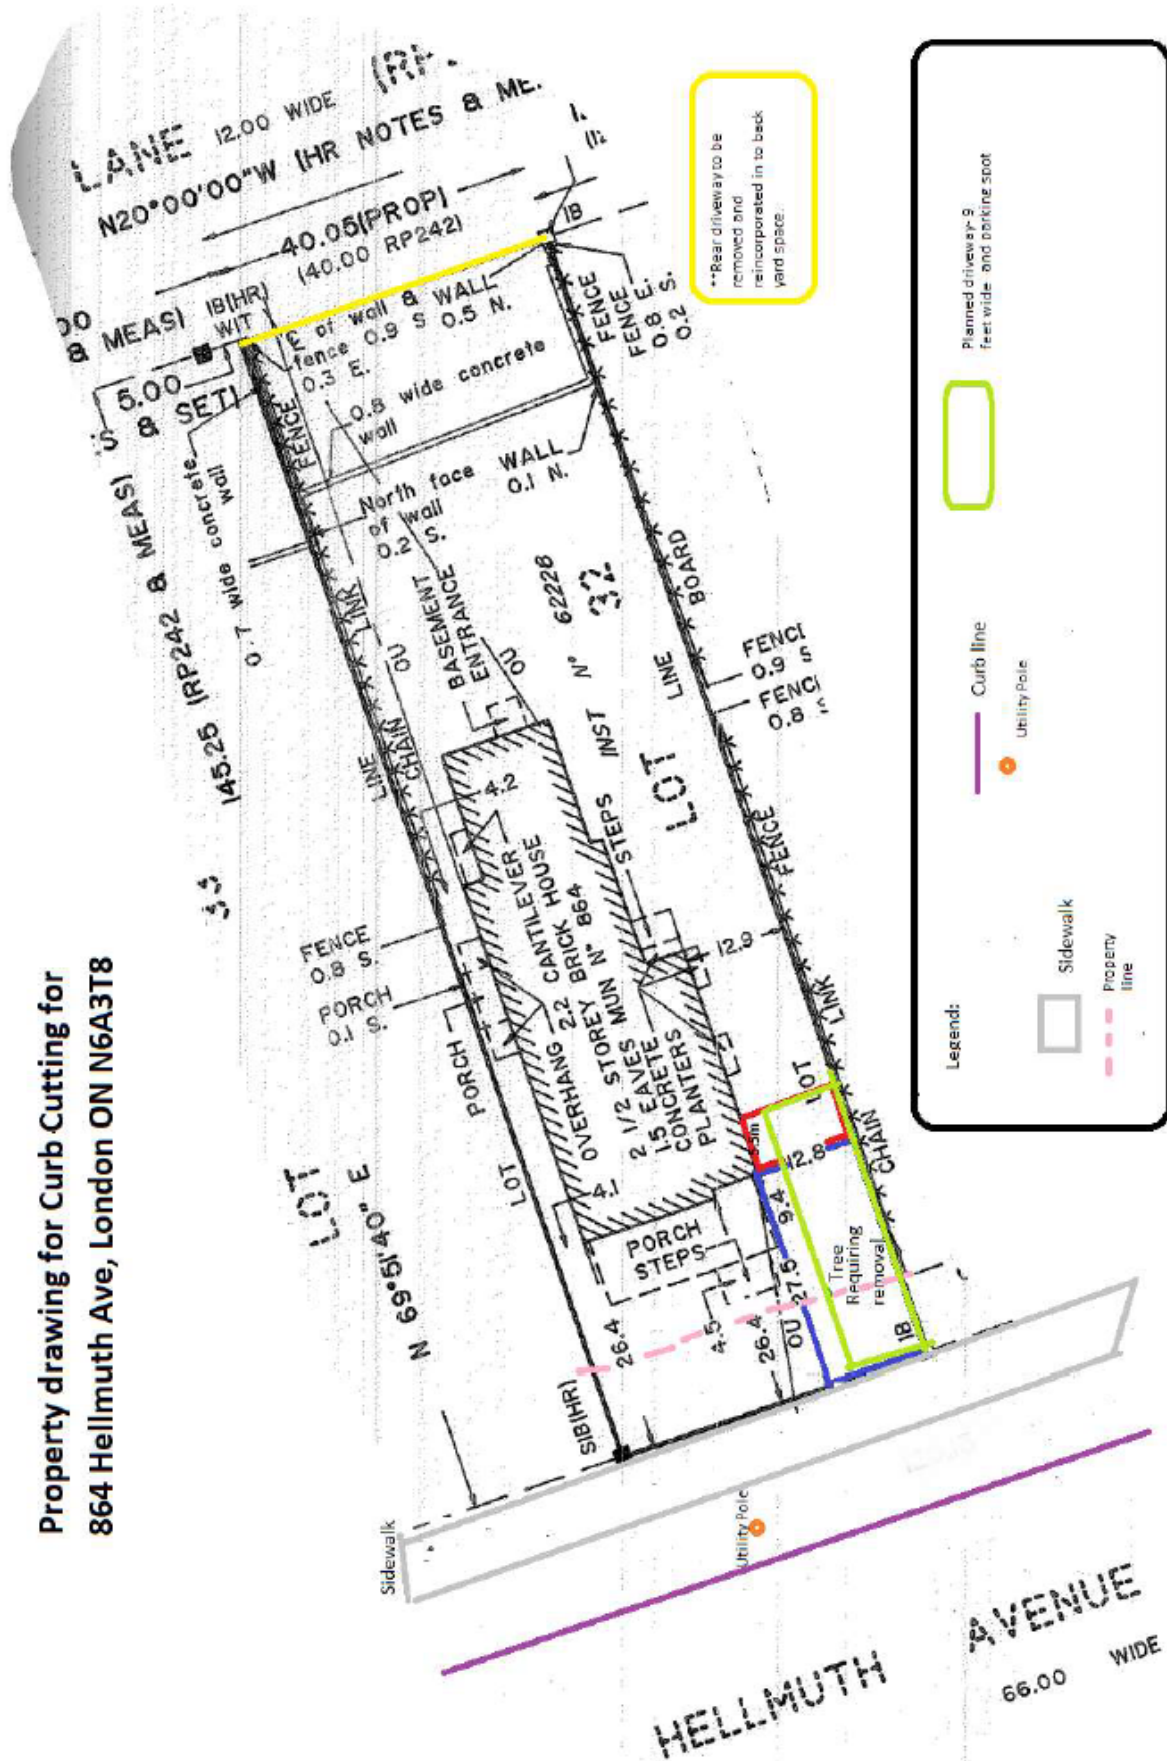 Property drawing for Curb Cutting for
864 Hellmuth Ave, London ON N6A3T8
LANE 12.00 WIDE
N20°00'00"W (HR NOTES & ME.
40.05(PROP)
(40.00 RP242)
& MEAS)
IB(HR)
WIT
5.00
S & SET)
145.25 (RP242 & MEAS)
0.7 wide concrete
wall
of wall &
fence 0.9 S
0.3 E.
WALL
0.5 N.
0.8 wide concrete
wall
FENCE
IB
FENCE
FENCE
0.8 E.
0.2 S.
North face
of wall
0.2 S.
WALL
0.1 N.
**Rear driveway to be
removed and
reincorporated in to back
yard space.
BASEMENT
ENTRANCE
OU
OU
INST Nº 62228
32
LOT
LINE
CHAIN LINK
LINE
BOARD
FENCE
0.9 S
0.8
33
LOT
N 69°51'40" E
FENCE
0.8 S.
PORCH
0.1 S.
PORCH
LOT
4.2
OVERHANG 2.2 CANTILEVER
2 1/2 STOREY BRICK HOUSE
1.5 EAVES MUN Nº 864
CONCRETE
PLANTERS
STEPS
12.9
4.1
PORCH
STEPS
FENCE
LINK
CHAIN
LOT
12.8
9.4
27.5
OU
26.4
4.5
26.4
Tree
Requiring
removal
IB
SIB(HR)
Sidewalk
Utility Pole
HELLMUTH AVENUE
66.00 WIDE
Legend:
Sidewalk
Property
line
Curb line
Utility Pole
Planned driveway- 9
feet wide and parking spot